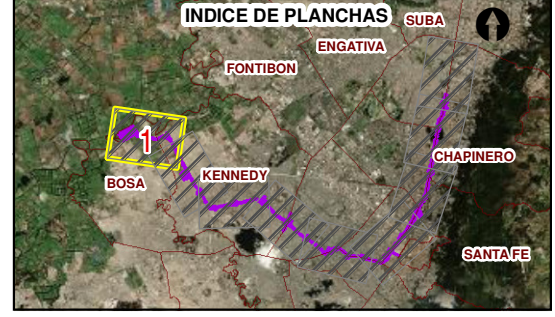 INDICE DE PLANCHAS
SUBA
ENGATIVA
FONTIBON
1
CHAPINERO
BOSA
KENNEDY
SANTA FE